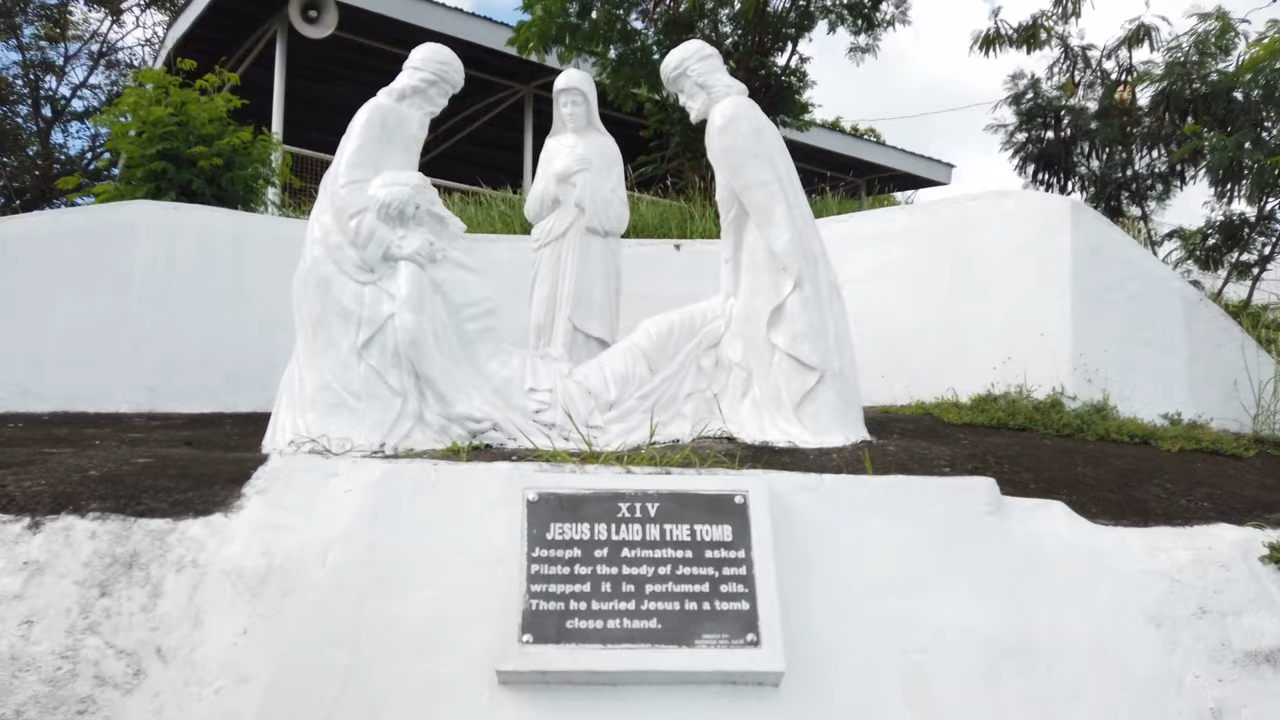 XIV
JESUS IS LAID IN THE TOMB
Joseph of Arimathea asked
Pilate for the body of Jesus, and
wrapped it in perfumed oils.
Then he buried Jesus in a tomb
close at hand.